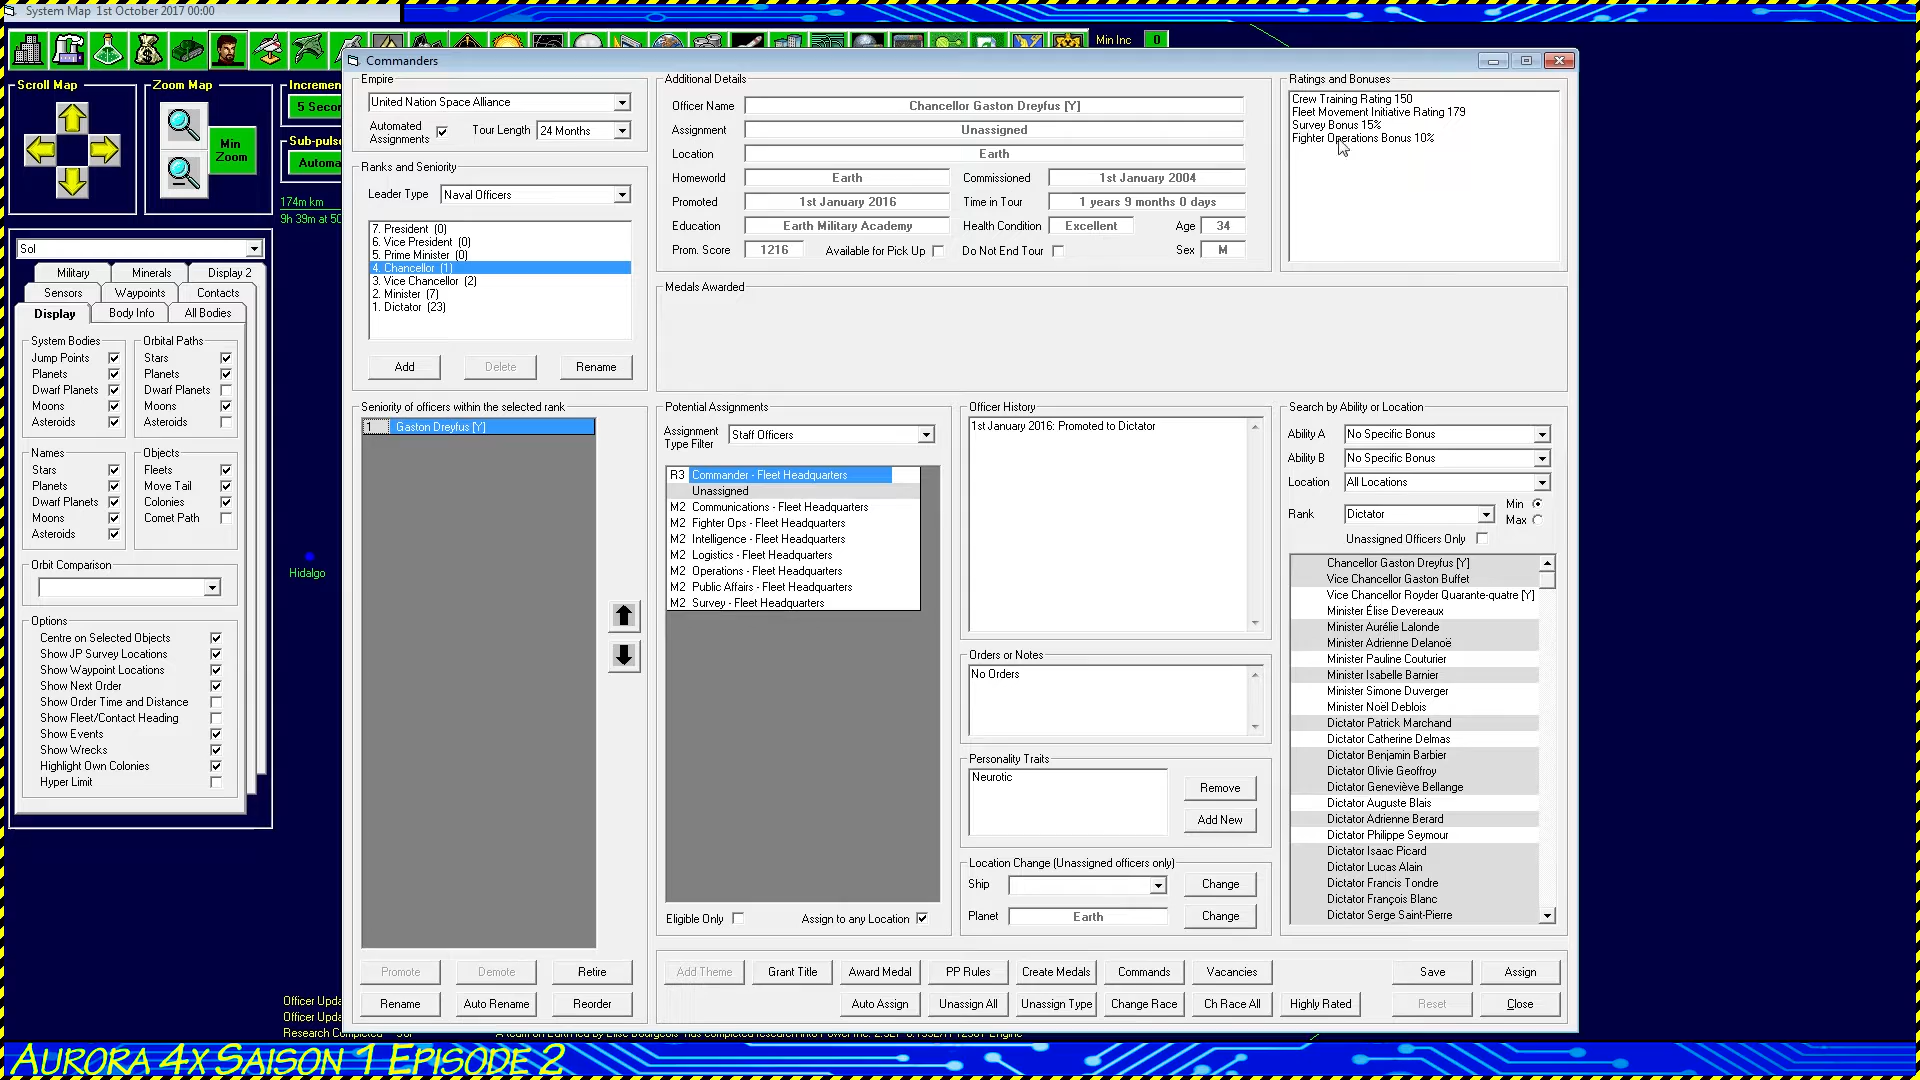 System Map  1st October 2017 00:00
Min Inc
0
Commanders
Scroll Map
Zoom Map
Min
Zoom
Sol
Military
Minerals
Display 2
Sensors
Waypoints
Contacts
Display
Body Info
All Bodies
System Bodies
Jump Points
Planets
Dwarf Planets
Moons
Asteroids
Orbital Paths
Stars
Planets
Dwarf Planets
Moons
Asteroids
Names
Stars
Planets
Dwarf Planets
Moons
Asteroids
Objects
Fleets
Move Tail
Colonies
Comet Path
Orbit Comparison
Options
Centre on Selected Objects
Show JP Survey Locations
Show Waypoint Locations
Show Next Order
Show Order Time and Distance
Show Fleet/Contact Heading
Show Events
Show Wrecks
Highlight Own Colonies
Hyper Limit
174m km
Hidalgo
Empire
United Nation Space Alliance
Automated
Assignments
Tour Length
24 Months
Ranks and Seniority
Leader Type
Naval Officers
7. President (0)
6. Vice President (0)
5. Prime Minister (0)
4. Chancellor (1)
3. Vice Chancellor (2)
2. Minister (7)
1. Dictator (23)
Add
Delete
Rename
Seniority of officers within the selected rank
1 Gaston Dreyfus [Y]
Promote
Demote
Retire
Rename
Auto Rename
Reorder
Additional Details
Officer Name
Chancellor Gaston Dreyfus [Y]
Assignment
Unassigned
Location
Earth
Homeworld
Earth
Commissioned
1st January 2004
Promoted
1st January 2016
Time in Tour
1 years 9 months 0 days
Education
Earth Military Academy
Health Condition
Excellent
Age
34
Prom. Score
1216
Available for Pick Up
Do Not End Tour
Sex
M
Ratings and Bonuses
Crew Training Rating 150
Fleet Movement Initiative Rating 179
Survey Bonus 15%
Fighter Operations Bonus 10%
Medals Awarded
Potential Assignments
Assignment
Type Filter
Staff Officers
R3 Commander - Fleet Headquarters
Unassigned
M2 Communications - Fleet Headquarters
M2 Fighter Ops - Fleet Headquarters
M2 Intelligence - Fleet Headquarters
M2 Logistics - Fleet Headquarters
M2 Operations - Fleet Headquarters
M2 Public Affairs - Fleet Headquarters
M2 Survey - Fleet Headquarters
Eligible Only
Assign to any Location
Officer History
1st January 2016: Promoted to Dictator
Orders or Notes
No Orders
Personality Traits
Neurotic
Remove
Add New
Location Change (Unassigned officers only)
Ship
Change
Planet
Earth
Change
Search by Ability or Location
Ability A
No Specific Bonus
Ability B
No Specific Bonus
Location
All Locations
Rank
Dictator
Min
Max
Unassigned Officers Only
Chancellor Gaston Dreyfus [Y]
Vice Chancellor Gaston Buffet
Vice Chancellor Royder Quarante-quatre [Y]
Minister Élise Devereaux
Minister Aurélie Lalonde
Minister Adrienne Delanoë
Minister Pauline Couturier
Minister Isabelle Barnier
Minister Simone Duverger
Minister Noël Deblois
Dictator Patrick Marchand
Dictator Catherine Delmas
Dictator Benjamin Barbier
Dictator Olivie Geoffroy
Dictator Geneviève Bellange
Dictator Auguste Blais
Dictator Adrienne Berard
Dictator Philippe Seymour
Dictator Isaac Picard
Dictator Lucas Alain
Dictator Francis Tondre
Dictator François Blanc
Dictator Serge Saint-Pierre
Add Theme
Grant Title
Award Medal
PP Rules
Create Medals
Commands
Vacancies
Save
Assign
Auto Assign
Unassign All
Unassign Type
Change Race
Ch Race All
Highly Rated
Reset
Close
AURORA 4X SAISON 1 EPISODE 2